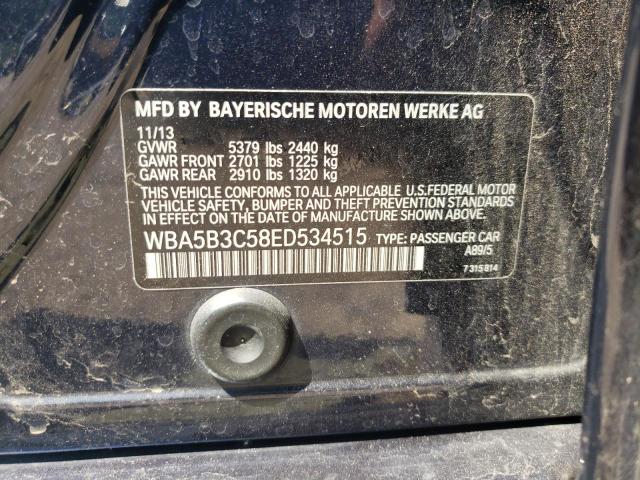 MFD BY BAYERISCHE MOTOREN WERKE AG
11/13
GVWR 5379 lbs 2440 kg
GAWR FRONT 2701 lbs 1225 kg
GAWR REAR 2910 lbs 1320 kg
THIS VEHICLE CONFORMS TO ALL APPLICABLE U.S.FEDERAL MOTOR
VEHICLE SAFETY, BUMPER AND THEFT PREVENTION STANDARDS
IN EFFECT ON THE DATE OF MANUFACTURE SHOWN ABOVE.
WBA5B3C58ED534515 TYPE: PASSENGER CAR
A89/5
7315814